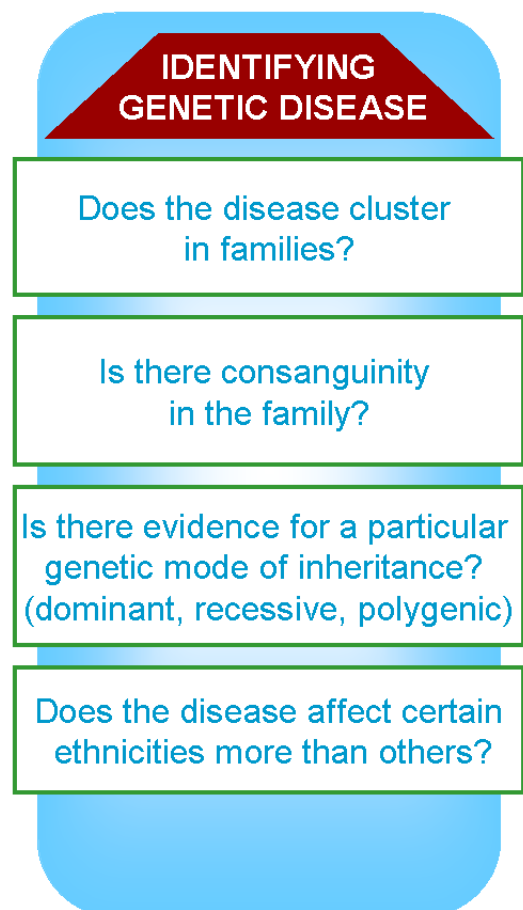 IDENTIFYING
GENETIC DISEASE
Does the disease cluster
in families?
Is there consanguinity
in the family?
Is there evidence for a particular
genetic mode of inheritance?
(dominant, recessive, polygenic)
Does the disease affect certain
ethnicities more than others?